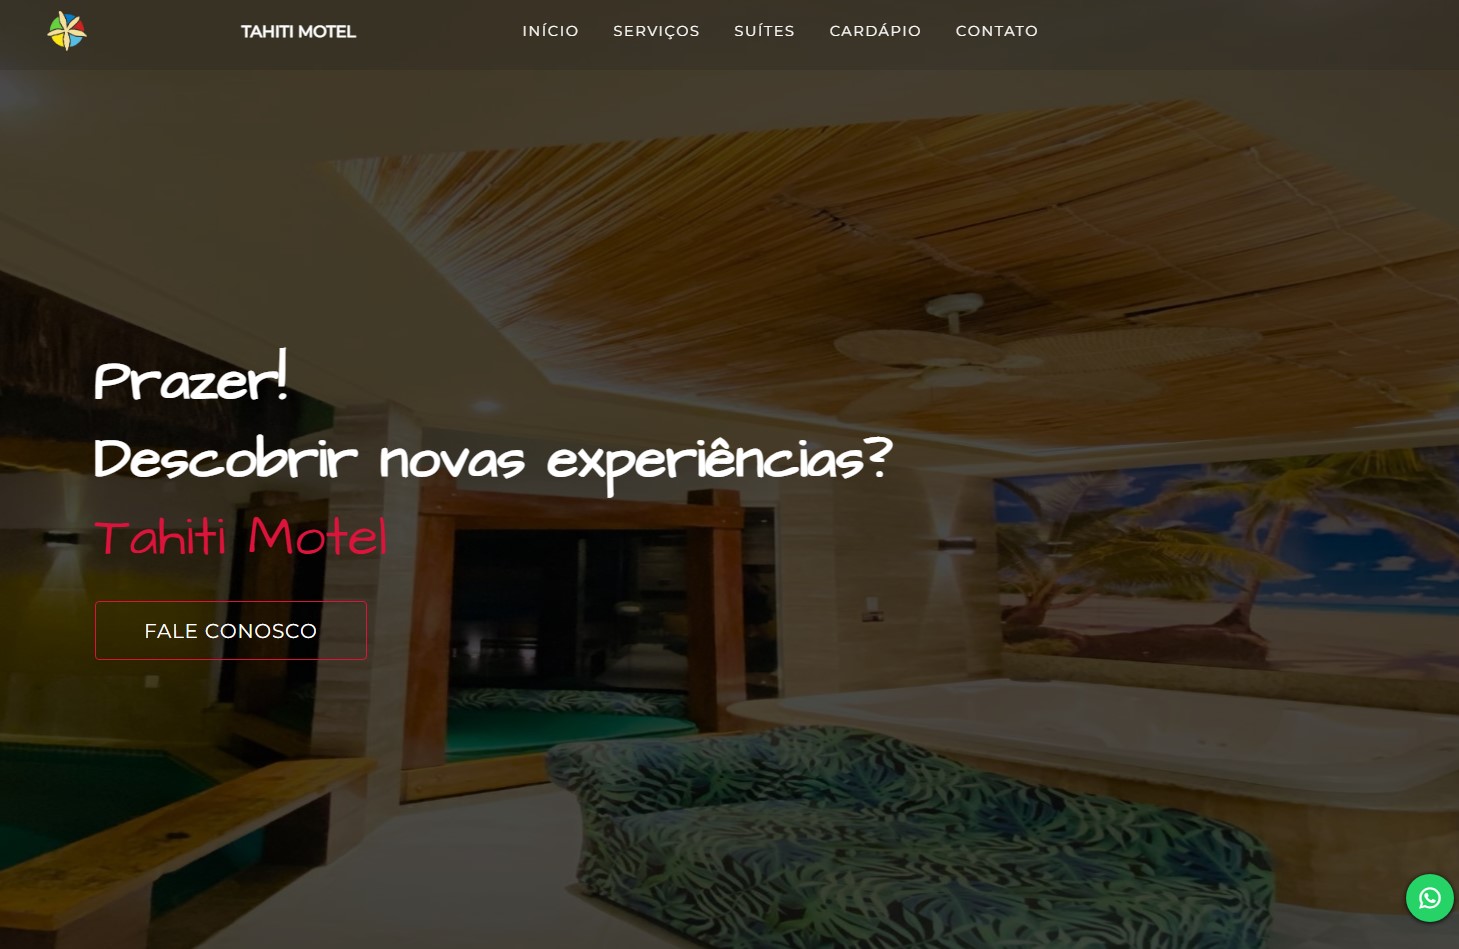 TAHITI MOTEL
INÍCIO SERVIÇOS SUÍTES CARDÁPIO CONTATO
Prazer!
Descobrir novas experiências?
Tahiti Motel
FALE CONOSCO